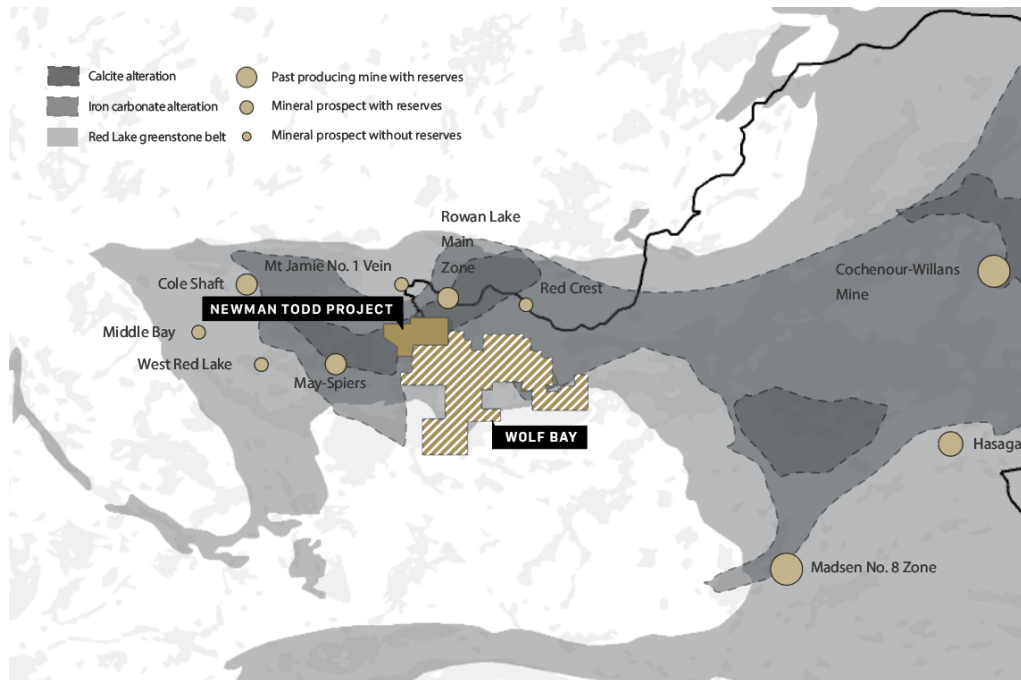 Calcite alteration
Iron carbonate alteration
Red Lake greenstone belt
Past producing mine with reserves
Mineral prospect with reserves
Mineral prospect without reserves
Rowan Lake
Main
Zone
Mt Jamie No. 1 Vein
Cole Shaft
Red Crest
NEWMAN TODD PROJECT
Middle Bay
West Red Lake
May-Spiers
WOLF BAY
Cochenour-Willans
Mine
Hasaga
Madsen No. 8 Zone